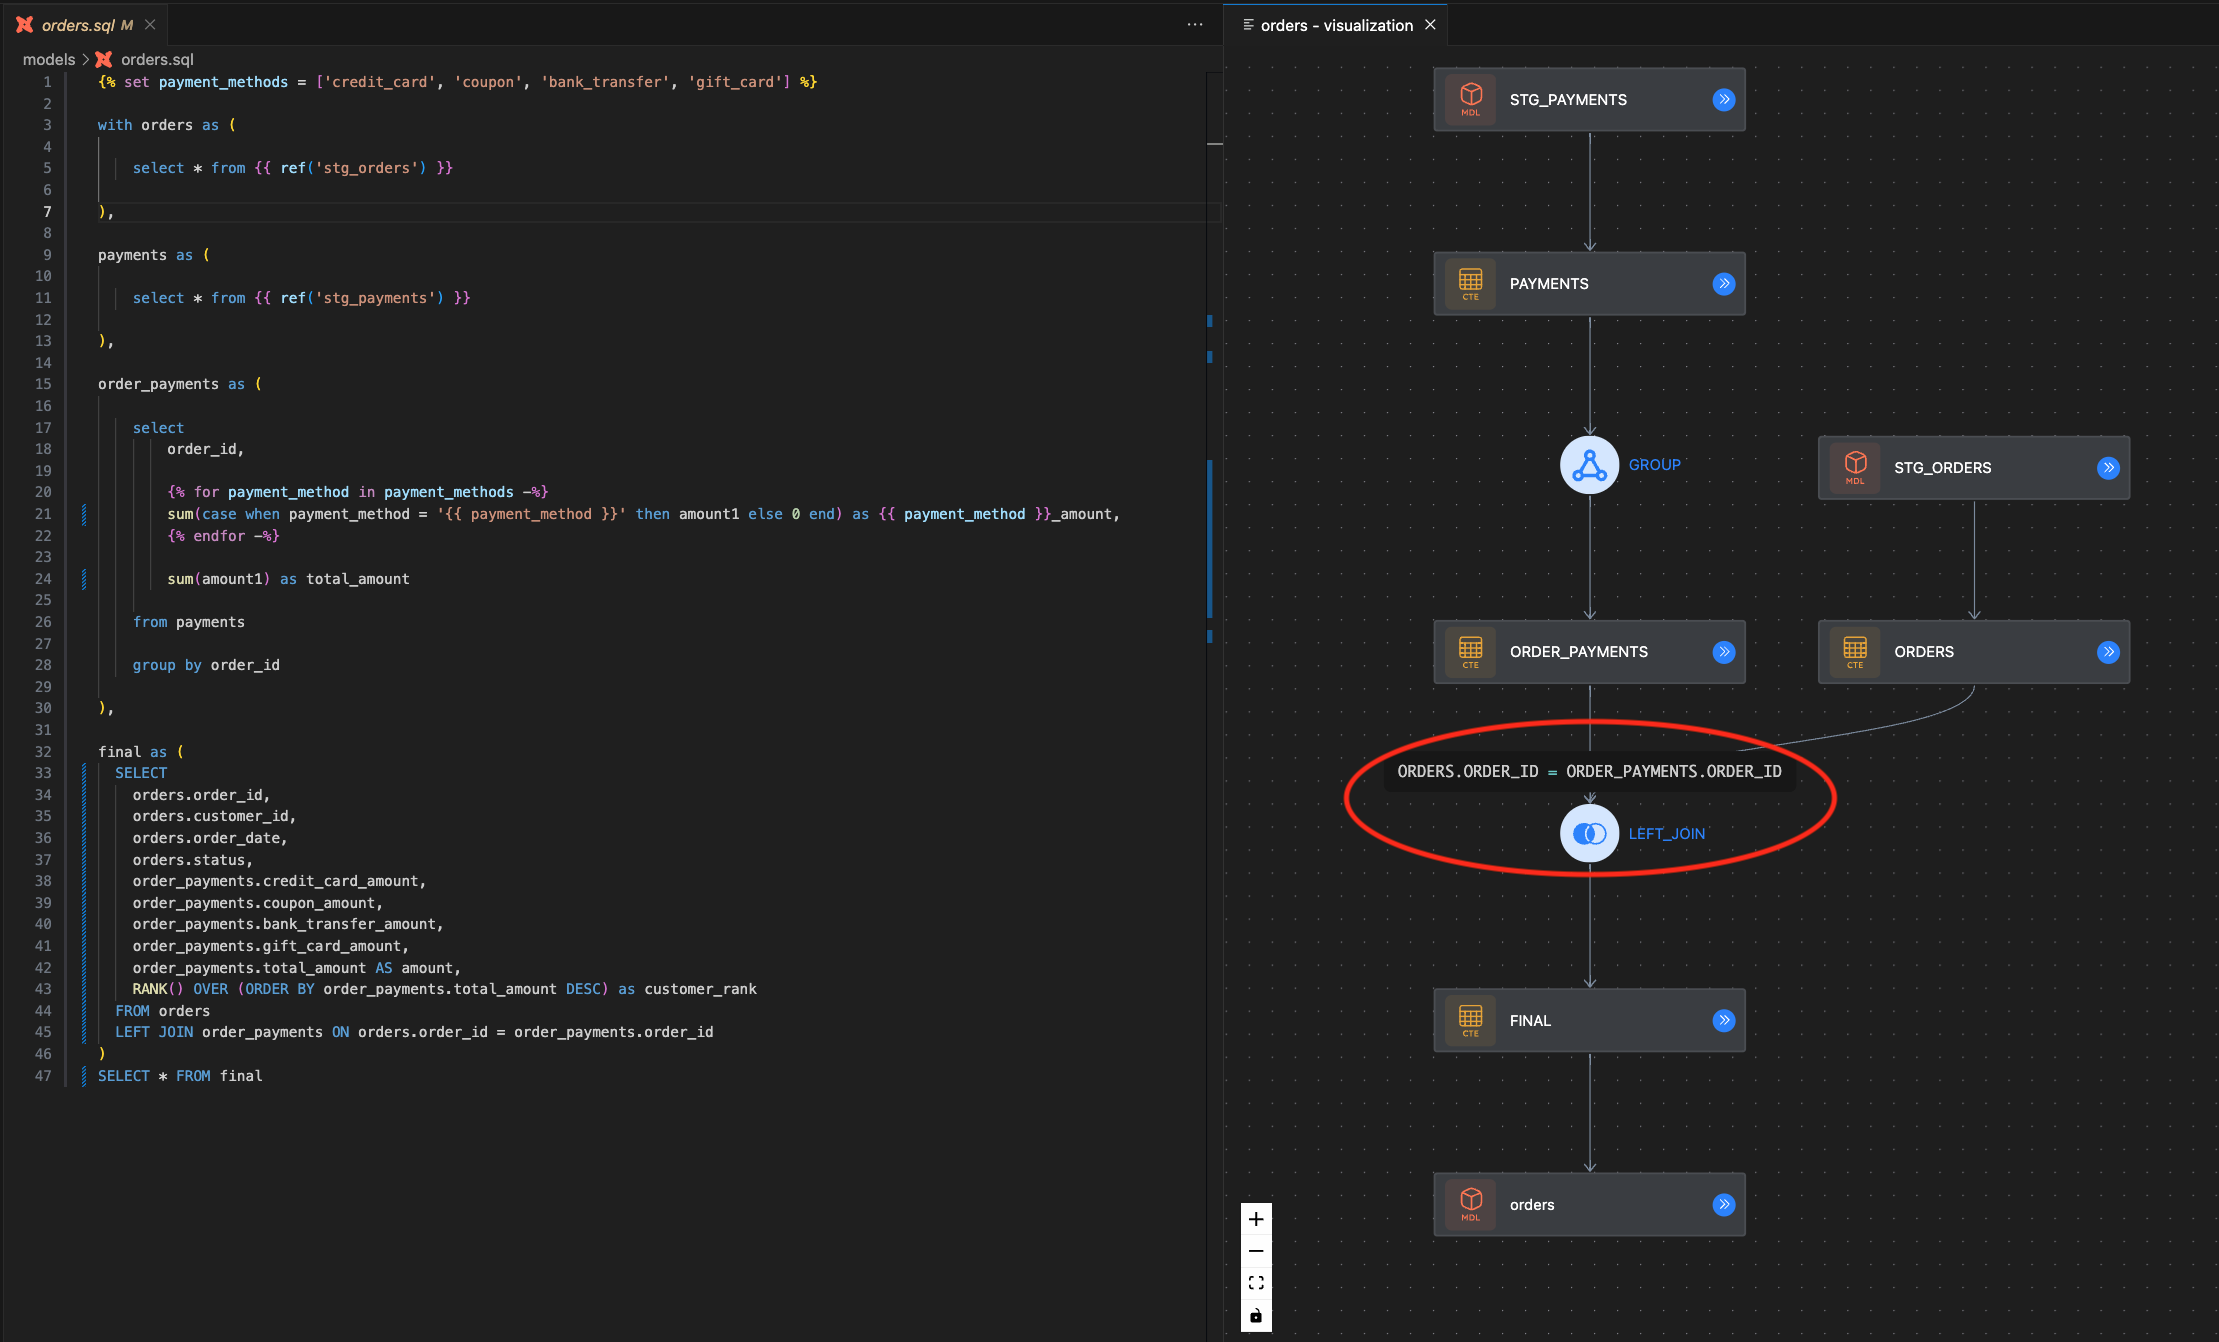 orders.sql M
models > orders.sql
1 {% set payment_methods = ['credit_card', 'coupon', 'bank_transfer', 'gift_card'] %}
2
3 with orders as (
4
5 select * from {{ ref('stg_orders') }}
6
7 ),
8
9 payments as (
10
11 select * from {{ ref('stg_payments') }}
12
13 ),
14
15 order_payments as (
16
17 select
18 order_id,
19
20 {% for payment_method in payment_methods -%}
21 sum(case when payment_method = '{{ payment_method }}' then amount1 else 0 end) as {{ payment_method }}_amount,
22 {% endfor -%}
23
24 sum(amount1) as total_amount
25
26 from payments
27
28 group by order_id
29
30 ),
31
32 final as (
33 SELECT
34 orders.order_id,
35 orders.customer_id,
36 orders.order_date,
37 orders.status,
38 order_payments.credit_card_amount,
39 order_payments.coupon_amount,
40 order_payments.bank_transfer_amount,
41 order_payments.gift_card_amount,
42 order_payments.total_amount AS amount,
43 RANK() OVER (ORDER BY order_payments.total_amount DESC) as customer_rank
44 FROM orders
45 LEFT JOIN order_payments ON orders.order_id = order_payments.order_id
46 )
47 SELECT * FROM final
orders - visualization
MDL
STG_PAYMENTS
CTE
PAYMENTS
GROUP
MDL
STG_ORDERS
CTE
ORDER_PAYMENTS
CTE
ORDERS
ORDERS.ORDER_ID = ORDER_PAYMENTS.ORDER_ID
LEFT_JOIN
CTE
FINAL
MDL
orders